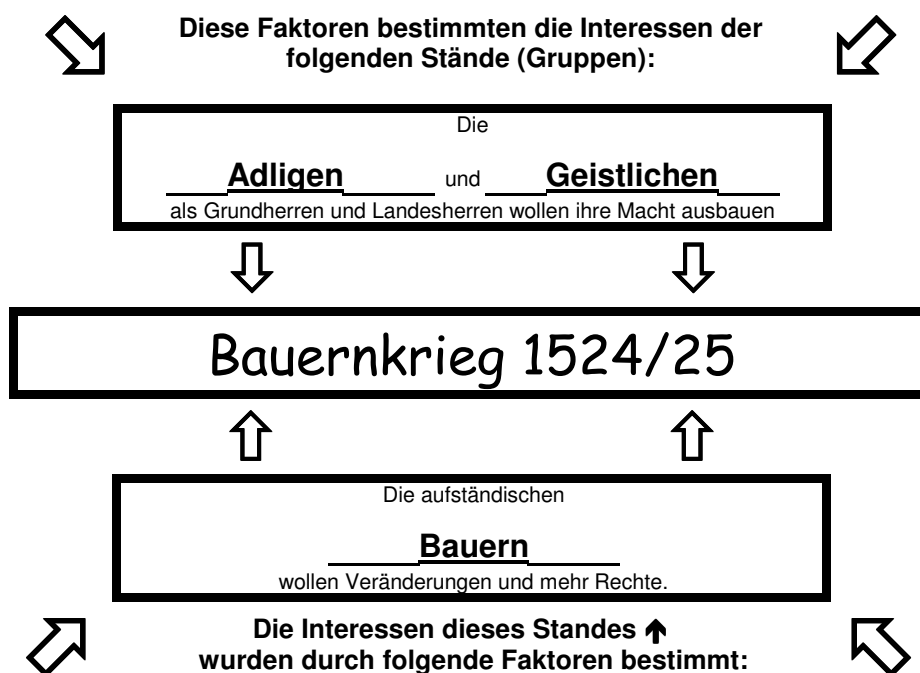 Diese Faktoren bestimmten die Interessen der
folgenden Stände (Gruppen):
Die
Adligen und Geistlichen
als Grundherren und Landesherren wollen ihre Macht ausbauen
Bauernkrieg 1524/25
Die aufständischen
Bauern
wollen Veränderungen und mehr Rechte.
Die Interessen dieses Standes
wurden durch folgende Faktoren bestimmt: